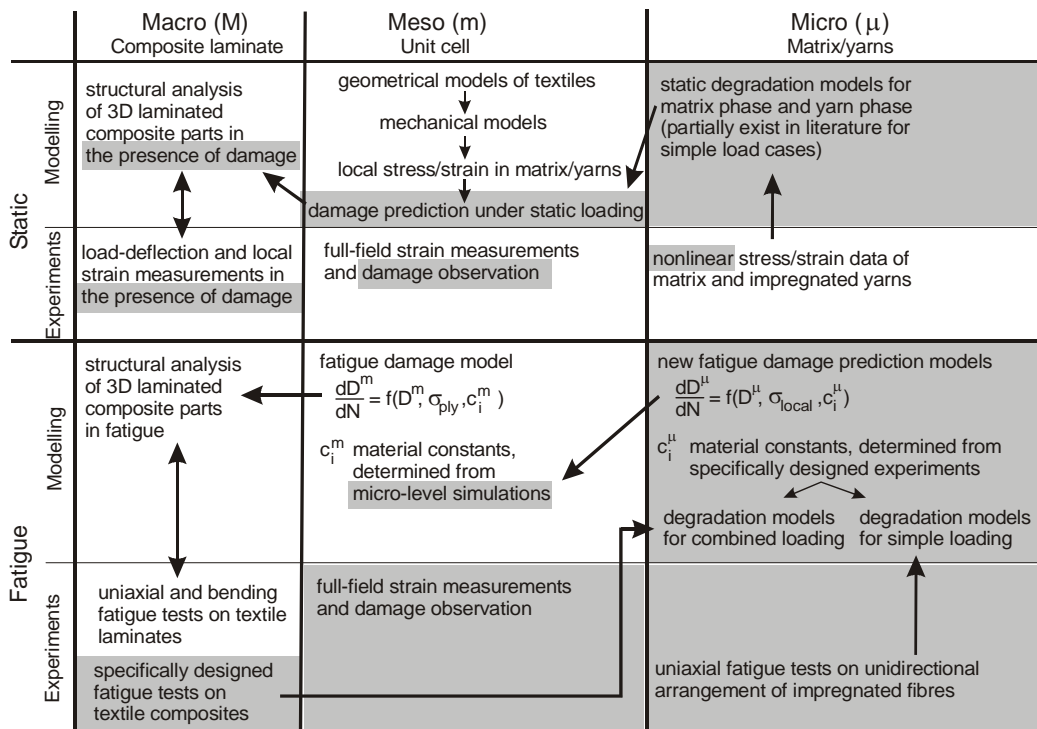 Macro (M)
Composite laminate
Meso (m)
Unit cell
Micro (μ)
Matrix/yarns
Static
Modelling
structural analysis
of 3D laminated
composite parts in
the presence of damage
geometrical models of textiles
mechanical models
local stress/strain in matrix/yarns
damage prediction under static loading
static degradation models for
matrix phase and yarn phase
(partially exist in literature for
simple load cases)
Experiments
load-deflection and local
strain measurements in
the presence of damage
full-field strain measurements
and damage observation
nonlinear stress/strain data of
matrix and impregnated yarns
Fatigue
Modelling
structural analysis
of 3D laminated
composite parts
in fatigue
fatigue damage model
dD^m/dN = f(D^m, σ_ply, c_i^m)
c_i^m material constants,
determined from
micro-level simulations
new fatigue damage prediction models
dD^μ/dN = f(D^μ, σ_local, c_i^μ)
c_i^μ material constants, determined from
specifically designed experiments
degradation models
for combined loading
degradation models
for simple loading
Experiments
uniaxial and bending
fatigue tests on textile
laminates
specifically designed
fatigue tests on
textile composites
full-field strain measurements
and damage observation
uniaxial fatigue tests on unidirectional
arrangement of impregnated fibres